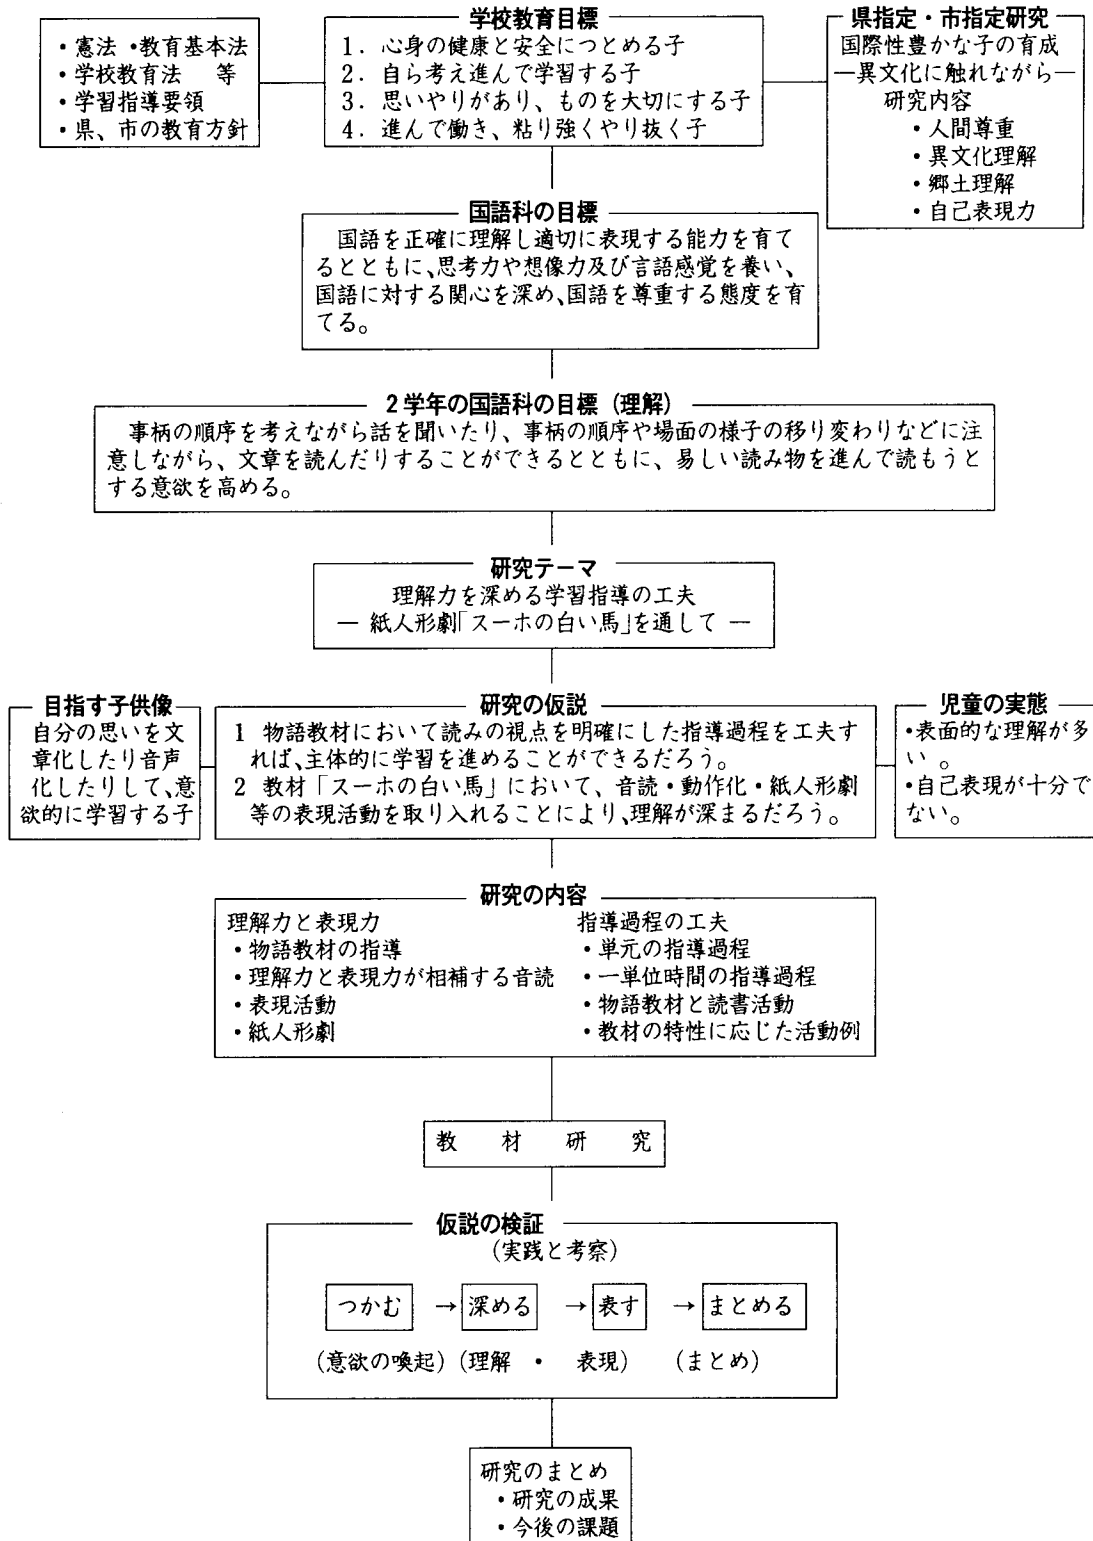 ・憲法・教育基本法
・学校教育法　等
・学習指導要領
・県、市の教育方針
学校教育目標
1．心身の健康と安全につとめる子
2．自ら考え進んで学習する子
3．思いやりがあり、ものを大切にする子
4．進んで働き、粘り強くやり抜く子
県指定・市指定研究
国際性豊かな子の育成
―異文化に触れながら―
研究内容
・人間尊重
・異文化理解
・郷土理解
・自己表現力
国語科の目標
国語を正確に理解し適切に表現する能力を育て
るとともに、思考力や想像力及び言語感覚を養い、
国語に対する関心を深め、国語を尊重する態度を育
てる。
2学年の国語科の目標（理解）
事柄の順序を考えながら話を聞いたり、事柄の順序や場面の様子の移り変わりなどに注
意しながら、文章を読んだりすることができるとともに、易しい読み物を進んで読もうと
する意欲を高める。
研究テーマ
理解力を深める学習指導の工夫
― 紙人形劇「スーホの白い馬」を通して ―
目指す子供像
自分の思いを文
章化したり音声
化したりして、意
欲的に学習する子
研究の仮説
1 物語教材において読みの視点を明確にした指導過程を工夫す
れば、主体的に学習を進めることができるだろう。
2 教材「スーホの白い馬」において、音読・動作化・紙人形劇
等の表現活動を取り入れることにより、理解が深まるだろう。
児童の実態
・表面的な理解が多
い。
・自己表現が十分で
ない。
研究の内容
理解力と表現力
・物語教材の指導
・理解力と表現力が相補する音読
・表現活動
・紙人形劇
指導過程の工夫
・単元の指導過程
・一単位時間の指導過程
・物語教材と読書活動
・教材の特性に応じた活動例
教　材　研　究
仮説の検証
（実践と考察）
つかむ →深める →表す →まとめる
（意欲の喚起）（理解・表現）（まとめ）
研究のまとめ
・研究の成果
・今後の課題